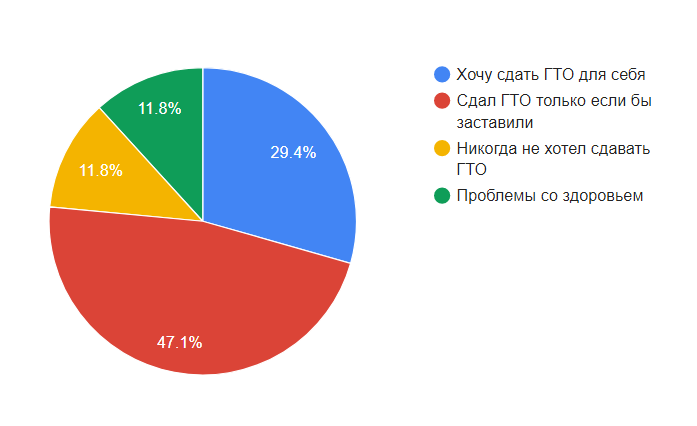 Хочу сдать ГТО для себя
Сдал ГТО только если бы
заставили
Никогда не хотел сдавать
ГТО
Проблемы со здоровьем
11.8%
29.4%
11.8%
47.1%